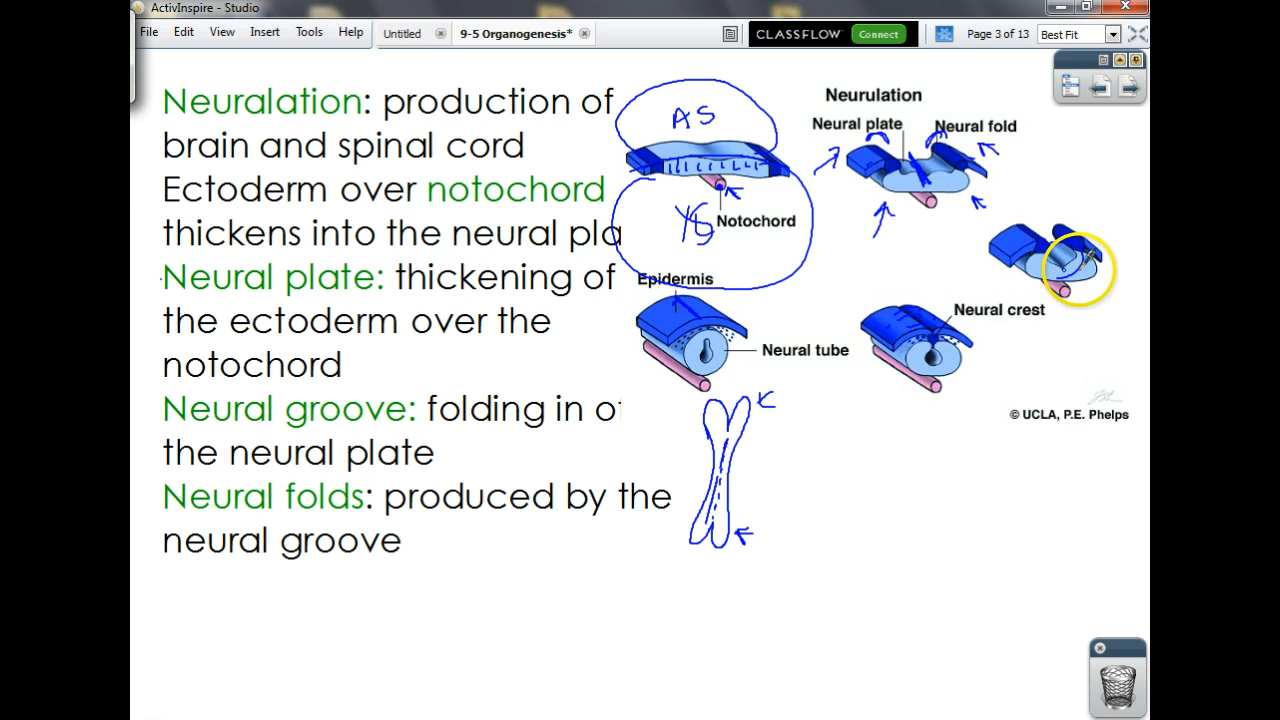 ActivInspire - Studio
File Edit View Insert Tools Help
Untitled
9-5 Organogenesis*
CLASSFLOW Connect
Page 3 of 13
Best Fit
Neuralation: production of
brain and spinal cord
Ectoderm over notochord
thickens into the neural pla
Neural plate: thickening of
the ectoderm over the
notochord
Neural groove: folding in of
the neural plate
Neural folds: produced by the
neural groove
AS
YS
Notochord
Neurulation
Neural plate
Neural fold
Epidermis
Neural tube
Neural crest
© UCLA, P.E. Phelps